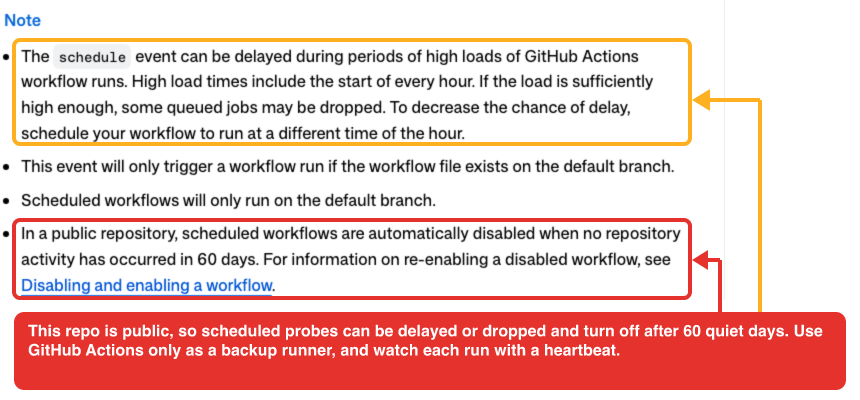 Note
• The schedule event can be delayed during periods of high loads of GitHub Actions
workflow runs. High load times include the start of every hour. If the load is sufficiently
high enough, some queued jobs may be dropped. To decrease the chance of delay,
schedule your workflow to run at a different time of the hour.
• This event will only trigger a workflow run if the workflow file exists on the default branch.
• Scheduled workflows will only run on the default branch.
• In a public repository, scheduled workflows are automatically disabled when no repository
activity has occurred in 60 days. For information on re-enabling a disabled workflow, see
Disabling and enabling a workflow.
This repo is public, so scheduled probes can be delayed or dropped and turn off after 60 quiet days. Use
GitHub Actions only as a backup runner, and watch each run with a heartbeat.